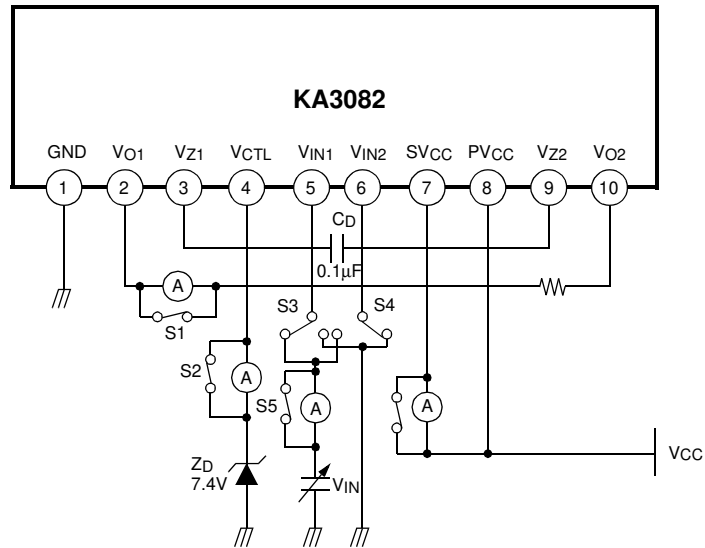 KA3082
GND VO1 VZ1 VCTL VIN1 VIN2 SVCC PVCC VZ2 VO2
1 2 3 4 5 6 7 8 9 10
CD
0.1µF
A
S1
S3 S4
S2 A
S5 A A
ZD
7.4V
VIN
VCC